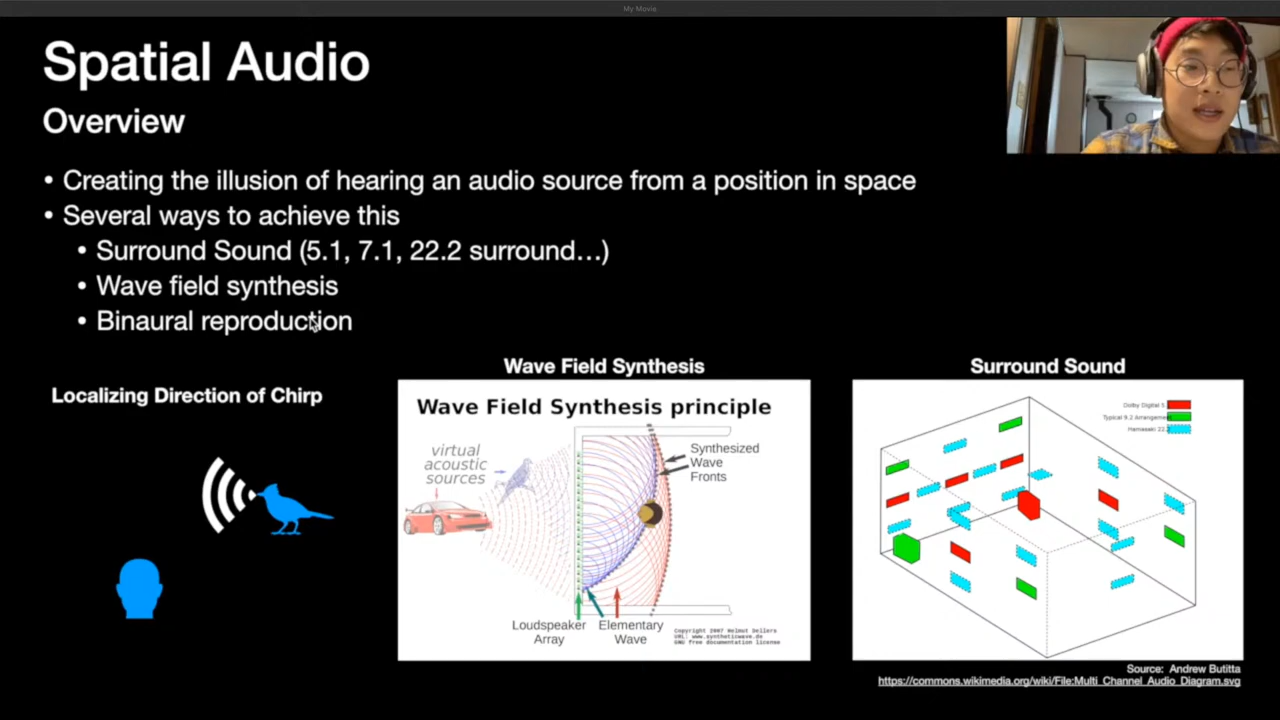 My Movie
Spatial Audio
Overview
• Creating the illusion of hearing an audio source from a position in space
• Several ways to achieve this
• Surround Sound (5.1, 7.1, 22.2 surround...)
• Wave field synthesis
• Binaural reproduction
Localizing Direction of Chirp
Wave Field Synthesis
Wave Field Synthesis principle
virtual
acoustic
sources
Synthesized
Wave
Fronts
Loudspeaker
Array
Elementary
Wave
Copyright 2007 Helmut Oellers
URL: www.syntheticwave.de
GNU free documentation license
Surround Sound
Dolby Digital 5
Typical 9.2 Arrangement
Hamasaki 22.2
Source: Andrew Butitta
https://commons.wikimedia.org/wiki/File:Multi_Channel_Audio_Diagram.svg